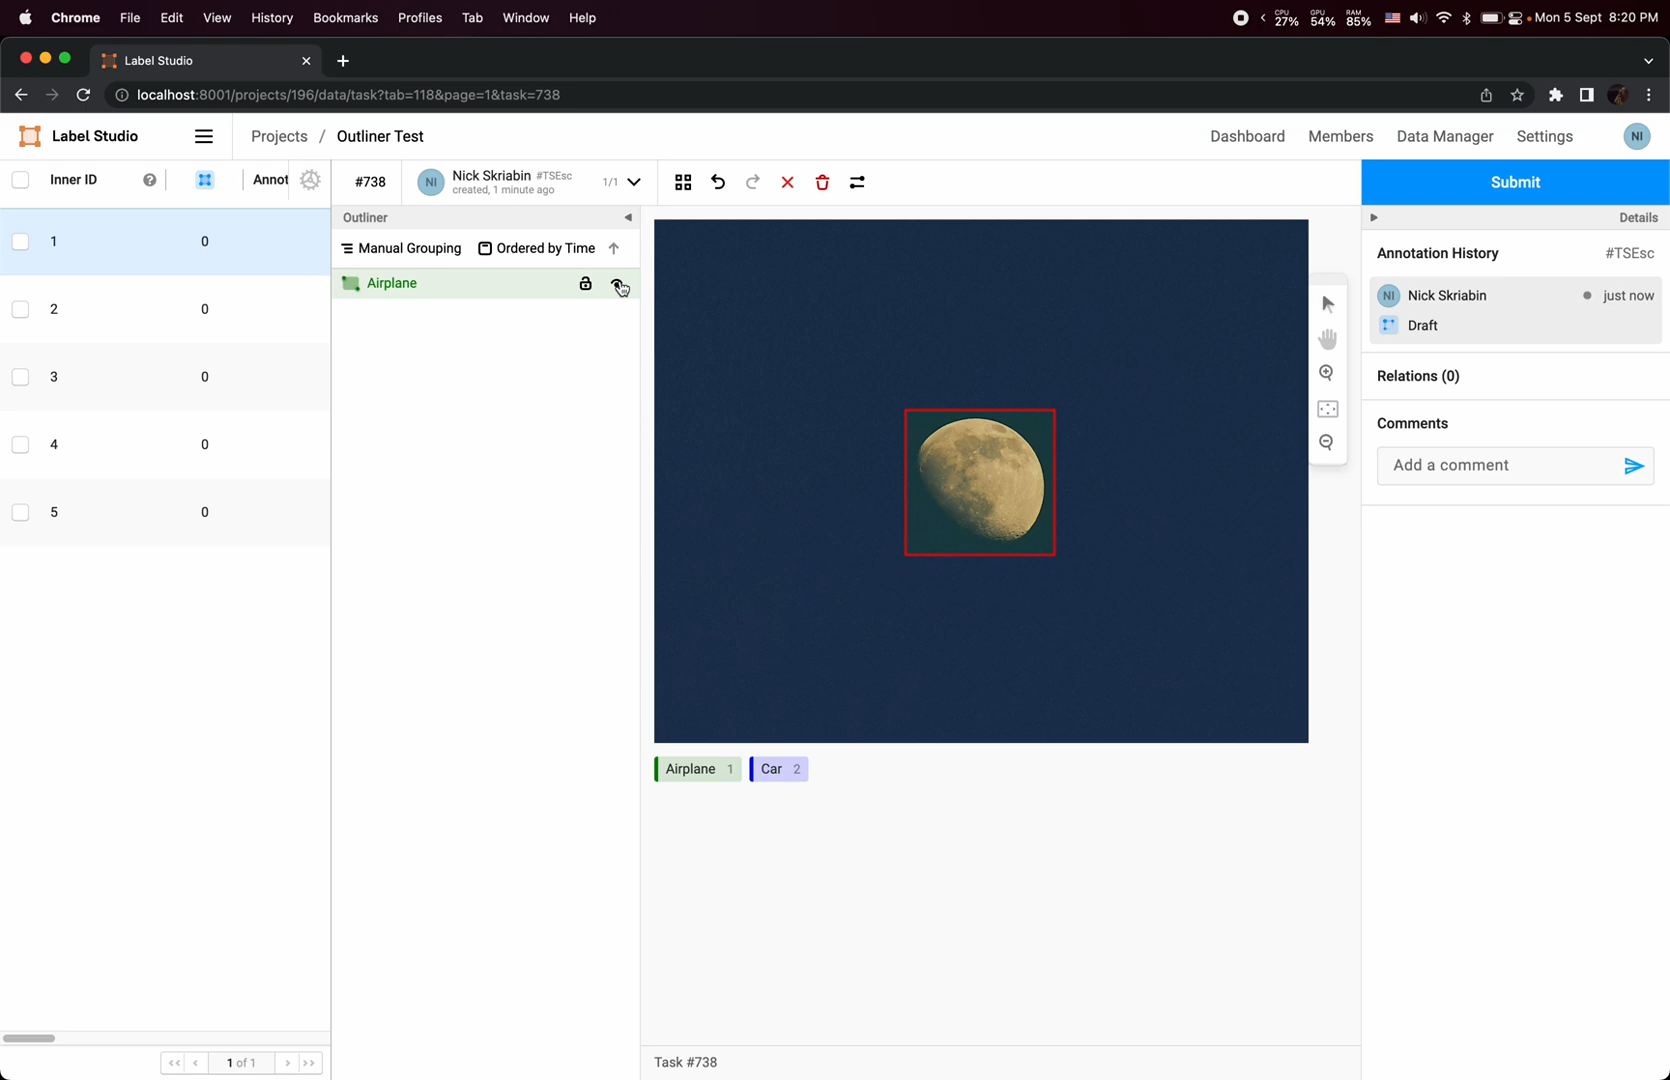 Chrome File Edit View History Bookmarks Profiles Tab Window Help CPU 27% GPU 54% RAM 85% Mon 5 Sept 8:20 PM
Label Studio
localhost:8001/projects/196/data/task?tab=118&page=1&task=738
Label Studio Projects / Outliner Test Dashboard Members Data Manager Settings NI
Inner ID ? Annot #738 NI Nick Skriabin #TSEsc 1/1 Submit
created, 1 minute ago
Outliner Details
Manual Grouping Ordered by Time Annotation History #TSEsc
1 0 Airplane NI Nick Skriabin just now
2 0 Draft
3 0 Relations (0)
4 0 Comments
Add a comment
5 0
Airplane 1 Car 2
<< < 1 of 1 > >> Task #738